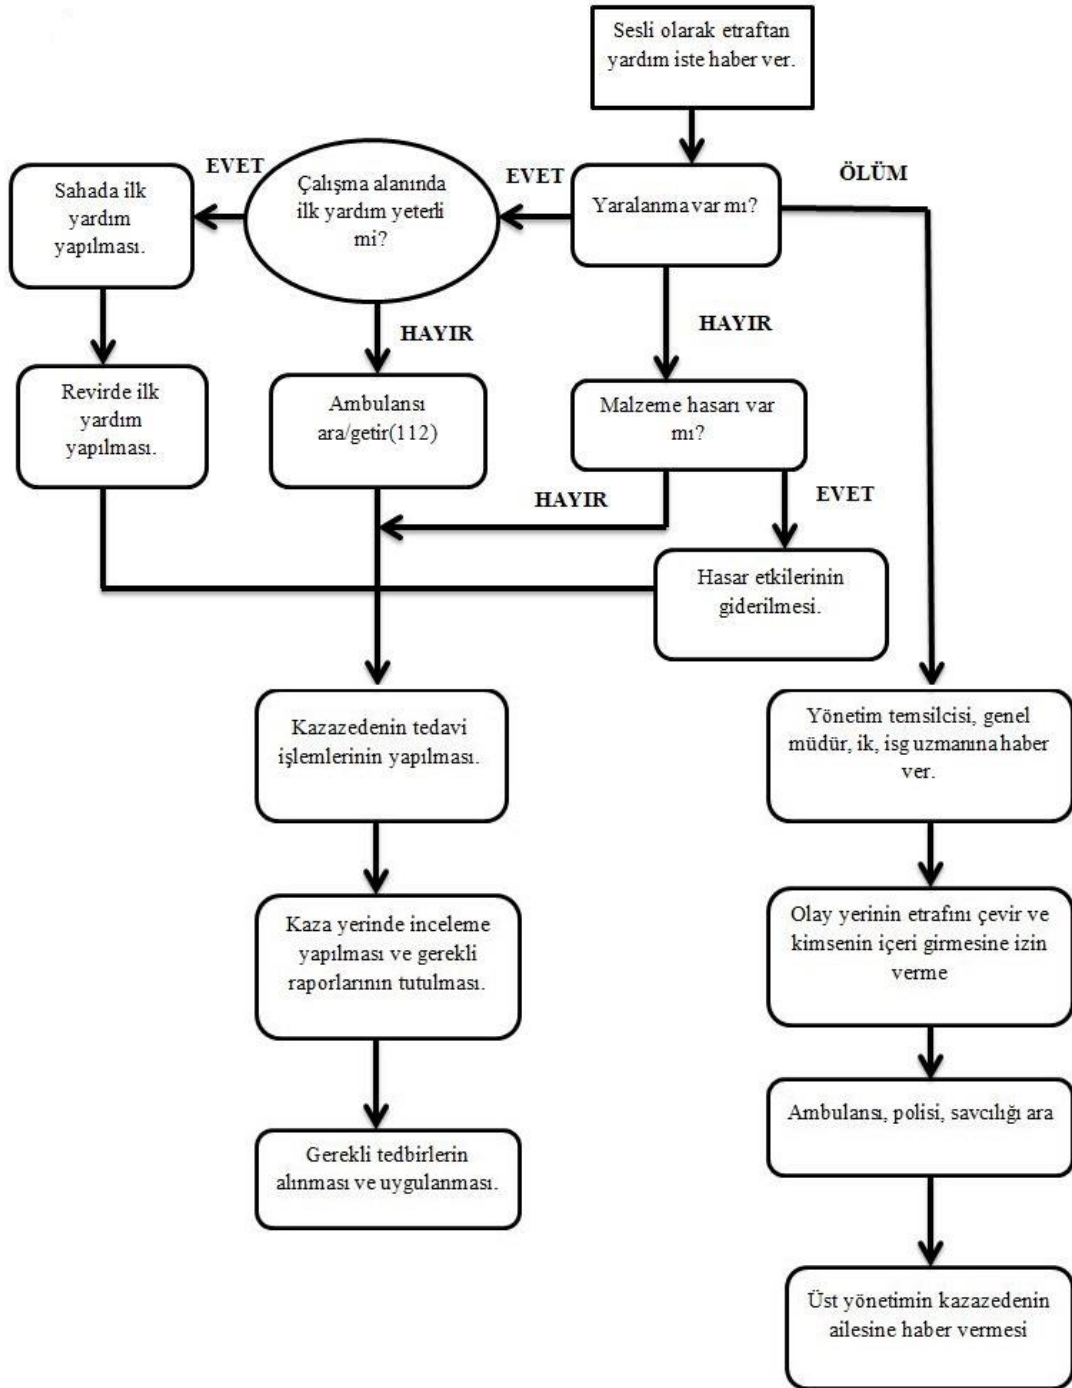 Sesli olarak etraftan
yardım iste haber ver.
EVET
EVET
ÖLÜM
Sahada ilk
yardım
yapılması.
Çalışma alanında
ilk yardım yeterli
mi?
Yaralanma var mı?
HAYIR
HAYIR
Revirde ilk
yardım
yapılması.
Ambulansı
ara/getir(112)
Malzeme hasarı var
mı?
HAYIR
EVET
Hasar etkilerinin
giderilmesi.
Kazazedenin tedavi
işlemlerinin yapılması.
Yönetim temsilcisi, genel
müdür, ik, isg uzmanına haber
ver.
Kaza yerinde inceleme
yapılması ve gerekli
raporlarının tutulması.
Olay yerinin etrafını çevir ve
kimsenin içeri girmesine izin
verme
Ambulansı, polisi, savcılığı ara
Gerekli tedbirlerin
alınması ve uygulanması.
Üst yönetimin kazazedenin
ailesine haber vermesi